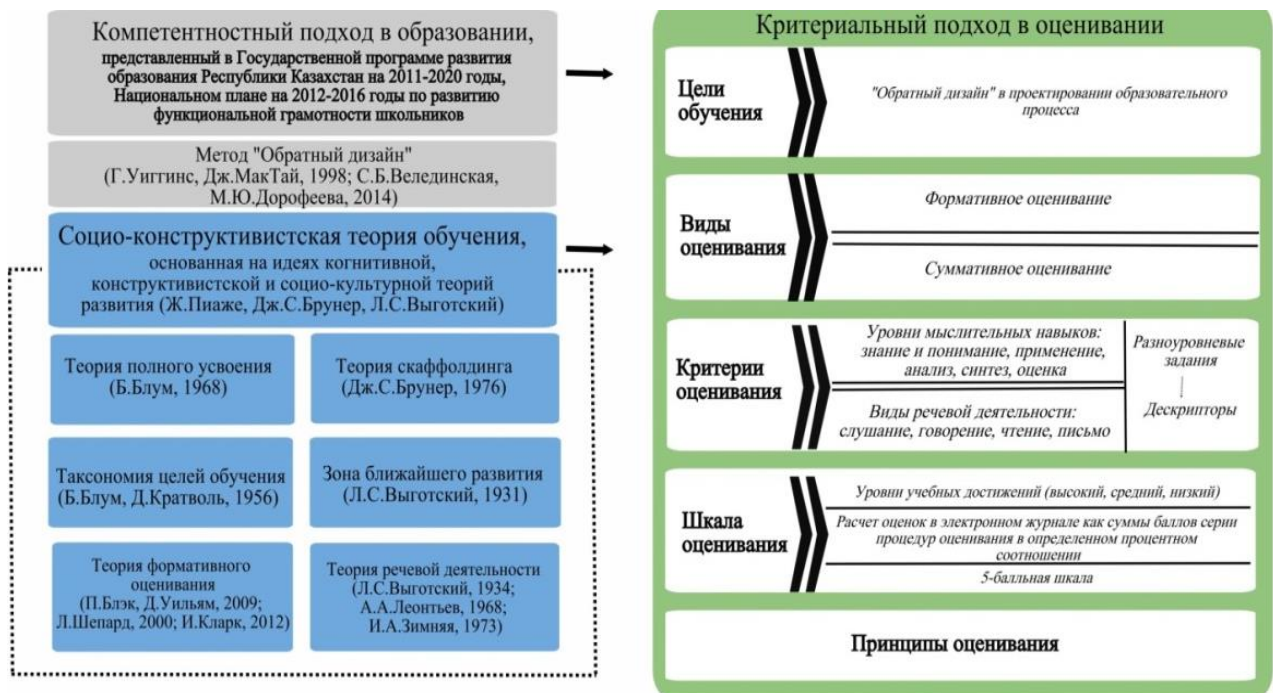 Компетентностный подход в образовании,
представленный в Государственной программе развития
образования Республики Казахстан на 2011-2020 годы,
Национальном плане на 2012-2016 годы по развитию
функциональной грамотности школьников
Метод "Обратный дизайн"
(Г.Уиггинс, Дж.МакТай, 1998; С.Б.Велединская,
М.Ю.Дорофеева, 2014)
Социо-конструктивистская теория обучения,
основанная на идеях когнитивной,
конструктивистской и социо-культурной теорий
развития (Ж.Пиаже, Дж.С.Брунер, Л.С.Выготский)
Теория полного усвоения
(Б.Блум, 1968)
Теория скаффолдинга
(Дж.С.Брунер, 1976)
Таксономия целей обучения
(Б.Блум, Д.Кратволь, 1956)
Зона ближайшего развития
(Л.С.Выготский, 1931)
Теория формативного
оценивания
(П.Блэк, Д.Уильям, 2009;
Л.Шепард, 2000; И.Кларк, 2012)
Теория речевой деятельности
(Л.С.Выготский, 1934;
А.А.Леонтьев, 1968;
И.А.Зимняя, 1973)
Критериальный подход в оценивании
Цели
обучения
"Обратный дизайн" в проектировании образовательного
процесса
Виды
оценивания
Формативное оценивание
Суммативное оценивание
Критерии
оценивания
Уровни мыслительных навыков:
знание и понимание, применение,
анализ, синтез, оценка
Виды речевой деятельности:
слушание, говорение, чтение, письмо
Разноуровневые
задания
Дескрипторы
Шкала
оценивания
Уровни учебных достижений (высокий, средний, низкий)
Расчет оценок в электронном журнале как суммы баллов серии
процедур оценивания в определенном процентном
соотношении
5-балльная шкала
Принципы оценивания